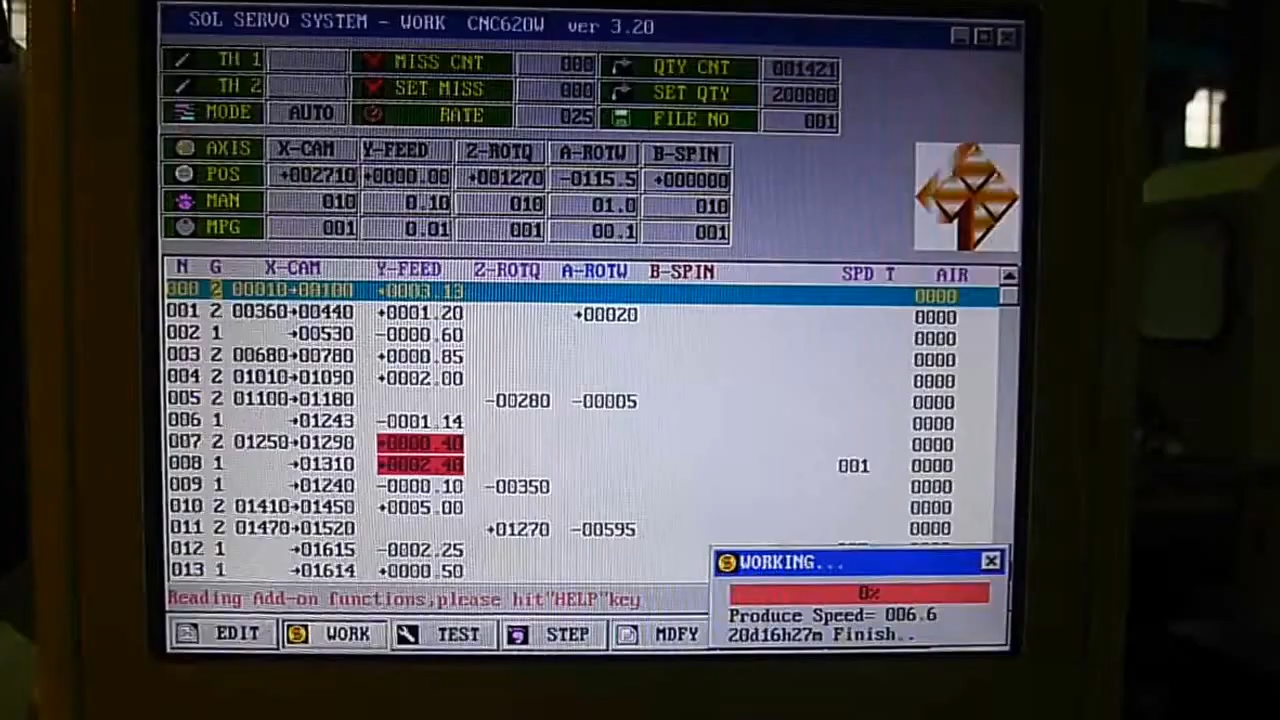 SOL SERVO SYSTEM - WORK CNC620W ver 3.20
TH 1 MISS CNT 000 QTY CNT 001421
TH 2 SET MISS 000 SET QTY 200000
MODE AUTO RATE 025 FILE NO 001
AXIS X-CAM Y-FEED Z-ROTQ A-ROTW B-SPIN
POS +002710 +0000.00 +001270 -0115.5 +000000
MAN 010 0.10 010 01.0 010
MPG 001 0.01 001 00.1 001
N G X-CAM Y-FEED Z-ROTQ A-ROTW B-SPIN SPD T AIR
000 2 00010→00100 +0003.13 0000
001 2 00360→00440 +0001.20 +00020 0000
002 1 →00530 -0000.60 0000
003 2 00680→00780 +0000.85 0000
004 2 01010→01090 +0002.00 0000
005 2 01100→01180 -00280 -00005 0000
006 1 →01243 -0001.14 0000
007 2 01250→01290 +0000.40 0000
008 1 →01310 +0002.40 001 0000
009 1 →01240 -0000.10 -00350 0000
010 2 01410→01450 +0005.00 0000
011 2 01470→01520 +01270 -00595 0000
012 1 →01615 -0002.25
013 1 →01614 +0000.50
WORKING...
0%
Produce Speed= 006.6
20d16h27m Finish..
Reading Add-on functions,please hit"HELP"key
EDIT WORK TEST STEP MDFY